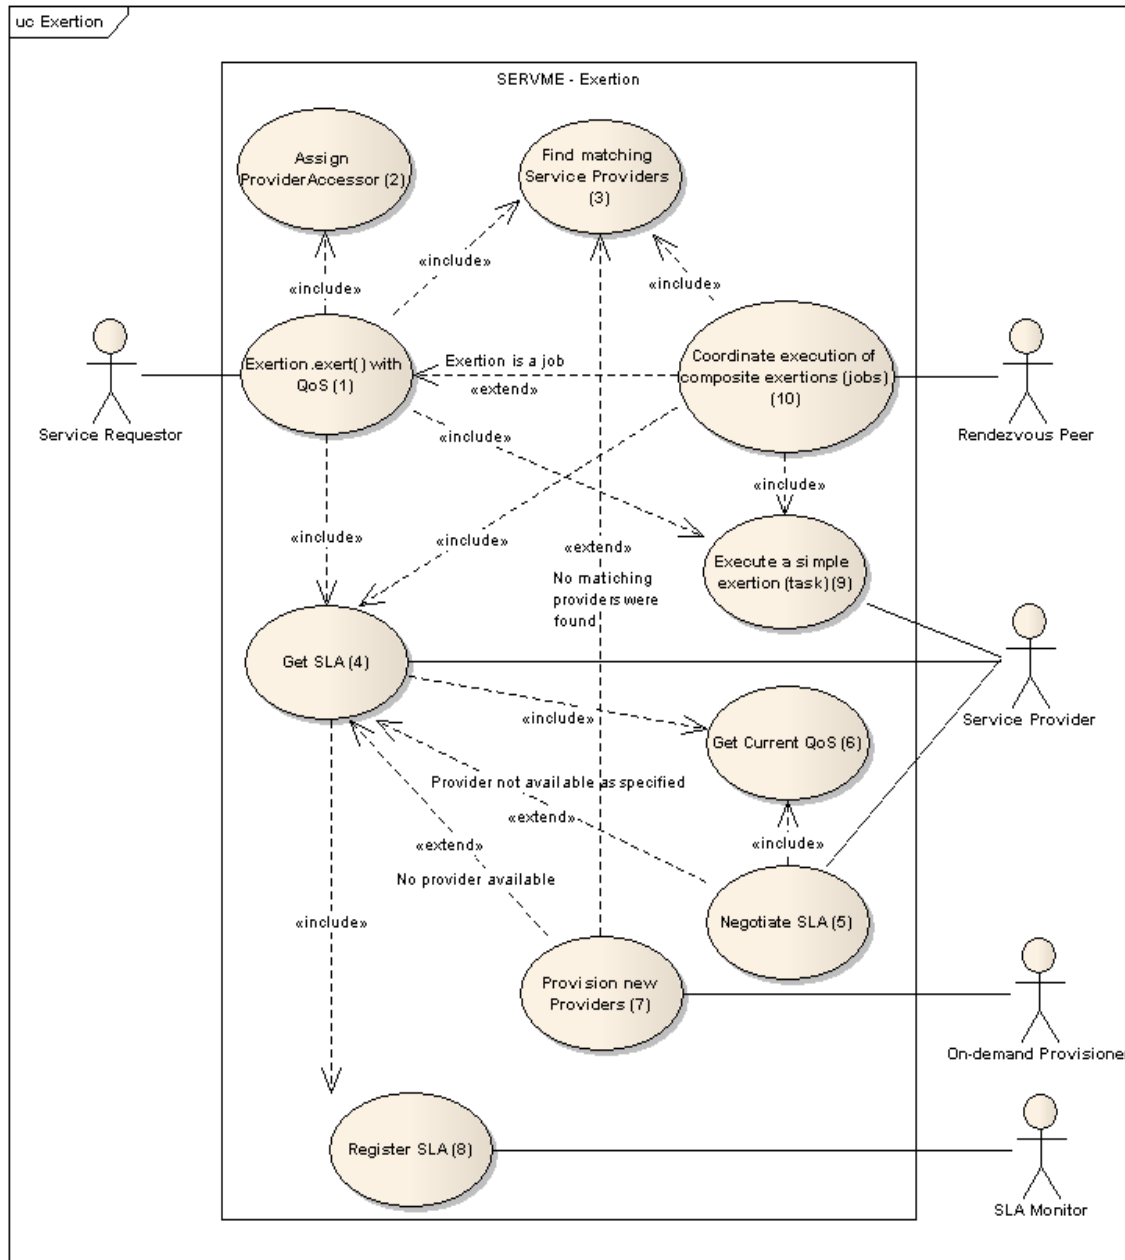 uc Exertion
SERVME - Exertion
Assign
ProviderAccessor (2)
Find matching
Service Providers
(3)
«include»
«include»
«include»
Exertion.exert() with
QoS (1)
Exertion is a job
«extend»
Coordinate execution of
composite exertions (jobs)
(10)
Service Requestor
Rendezvous Peer
«include»
«include»
«include»
«include»
«extend»
No matiching
providers were
found
Execute a simple
exertion (task) (9)
Get SLA (4)
Service Provider
«include»
Get Current QoS (6)
Provider not available as specified
«extend»
«extend»
«include»
No provider available
«include»
Negotiate SLA (5)
Provision new
Providers (7)
On-demand Provisioner
Register SLA (8)
SLA Monitor